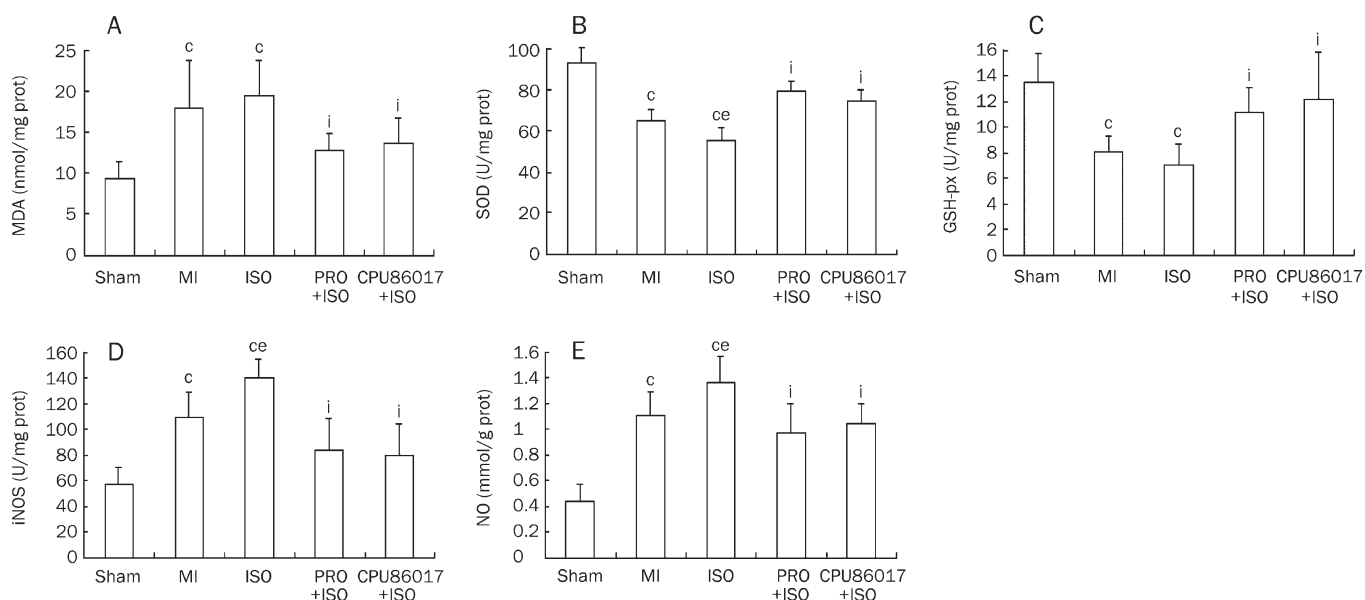 A
MDA (nmol/mg prot)
25
20
15
10
5
0
c
c
i
i
Sham
MI
ISO
PRO
+ISO
CPU86017
+ISO
B
SOD (U/mg prot)
100
80
60
40
20
0
c
ce
i
i
Sham
MI
ISO
PRO
+ISO
CPU86017
+ISO
C
GSH-px (U/mg prot)
16
14
12
10
8
6
4
2
0
c
c
i
i
Sham
MI
ISO
PRO
+ISO
CPU86017
+ISO
D
iNOS (U/mg prot)
160
140
120
100
80
60
40
20
0
c
ce
i
i
Sham
MI
ISO
PRO
+ISO
CPU86017
+ISO
E
NO (mmol/g prot)
1.6
1.4
1.2
1
0.8
0.6
0.4
0.2
0
c
ce
i
i
Sham
MI
ISO
PRO
+ISO
CPU86017
+ISO